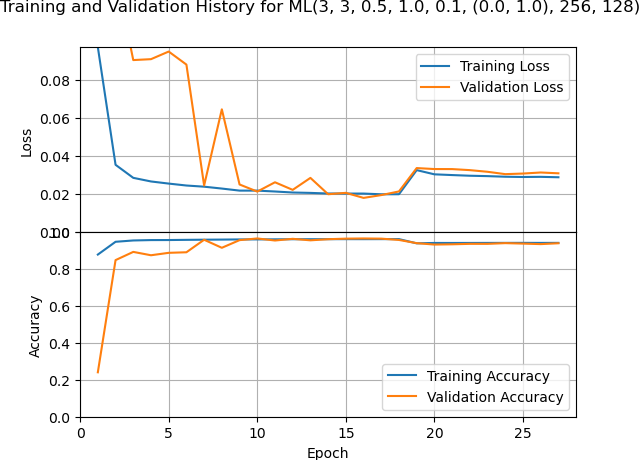 Training and Validation History for ML(3, 3, 0.5, 1.0, 0.1, (0.0, 1.0), 256, 128)
Training Loss
Validation Loss
0.08
0.06
0.04
0.02
Loss
1.0
0.8
0.6
0.4
0.2
0.0
Accuracy
Training Accuracy
Validation Accuracy
0
5
10
15
20
25
Epoch